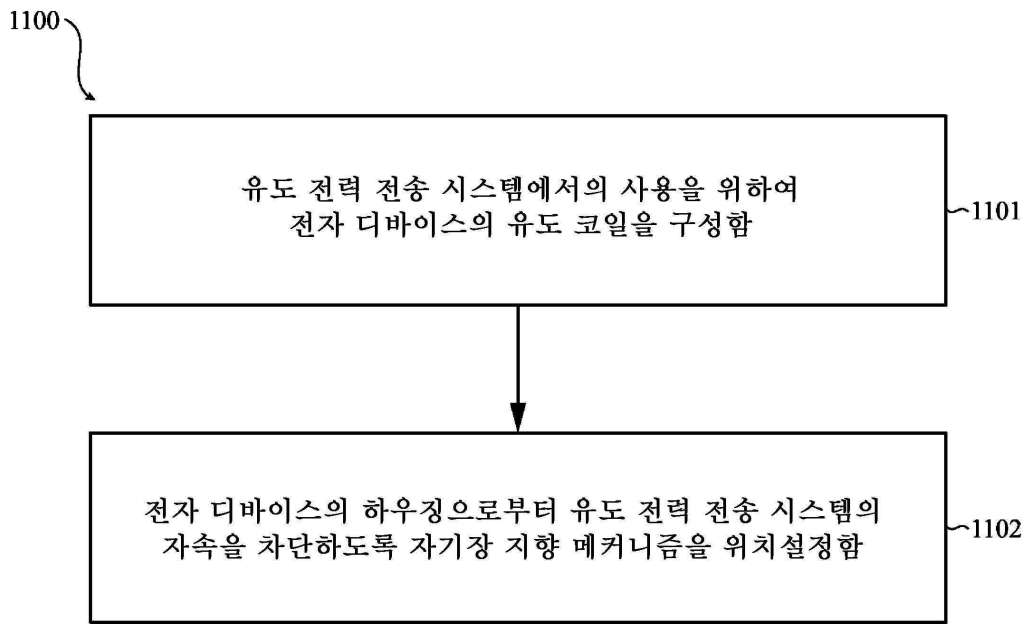 1100
유도 전력 전송 시스템에서의 사용을 위하여
전자 디바이스의 유도 코일을 구성함
1101
전자 디바이스의 하우징으로부터 유도 전력 전송 시스템의
자속을 차단하도록 자기장 지향 메커니즘을 위치설정함
1102